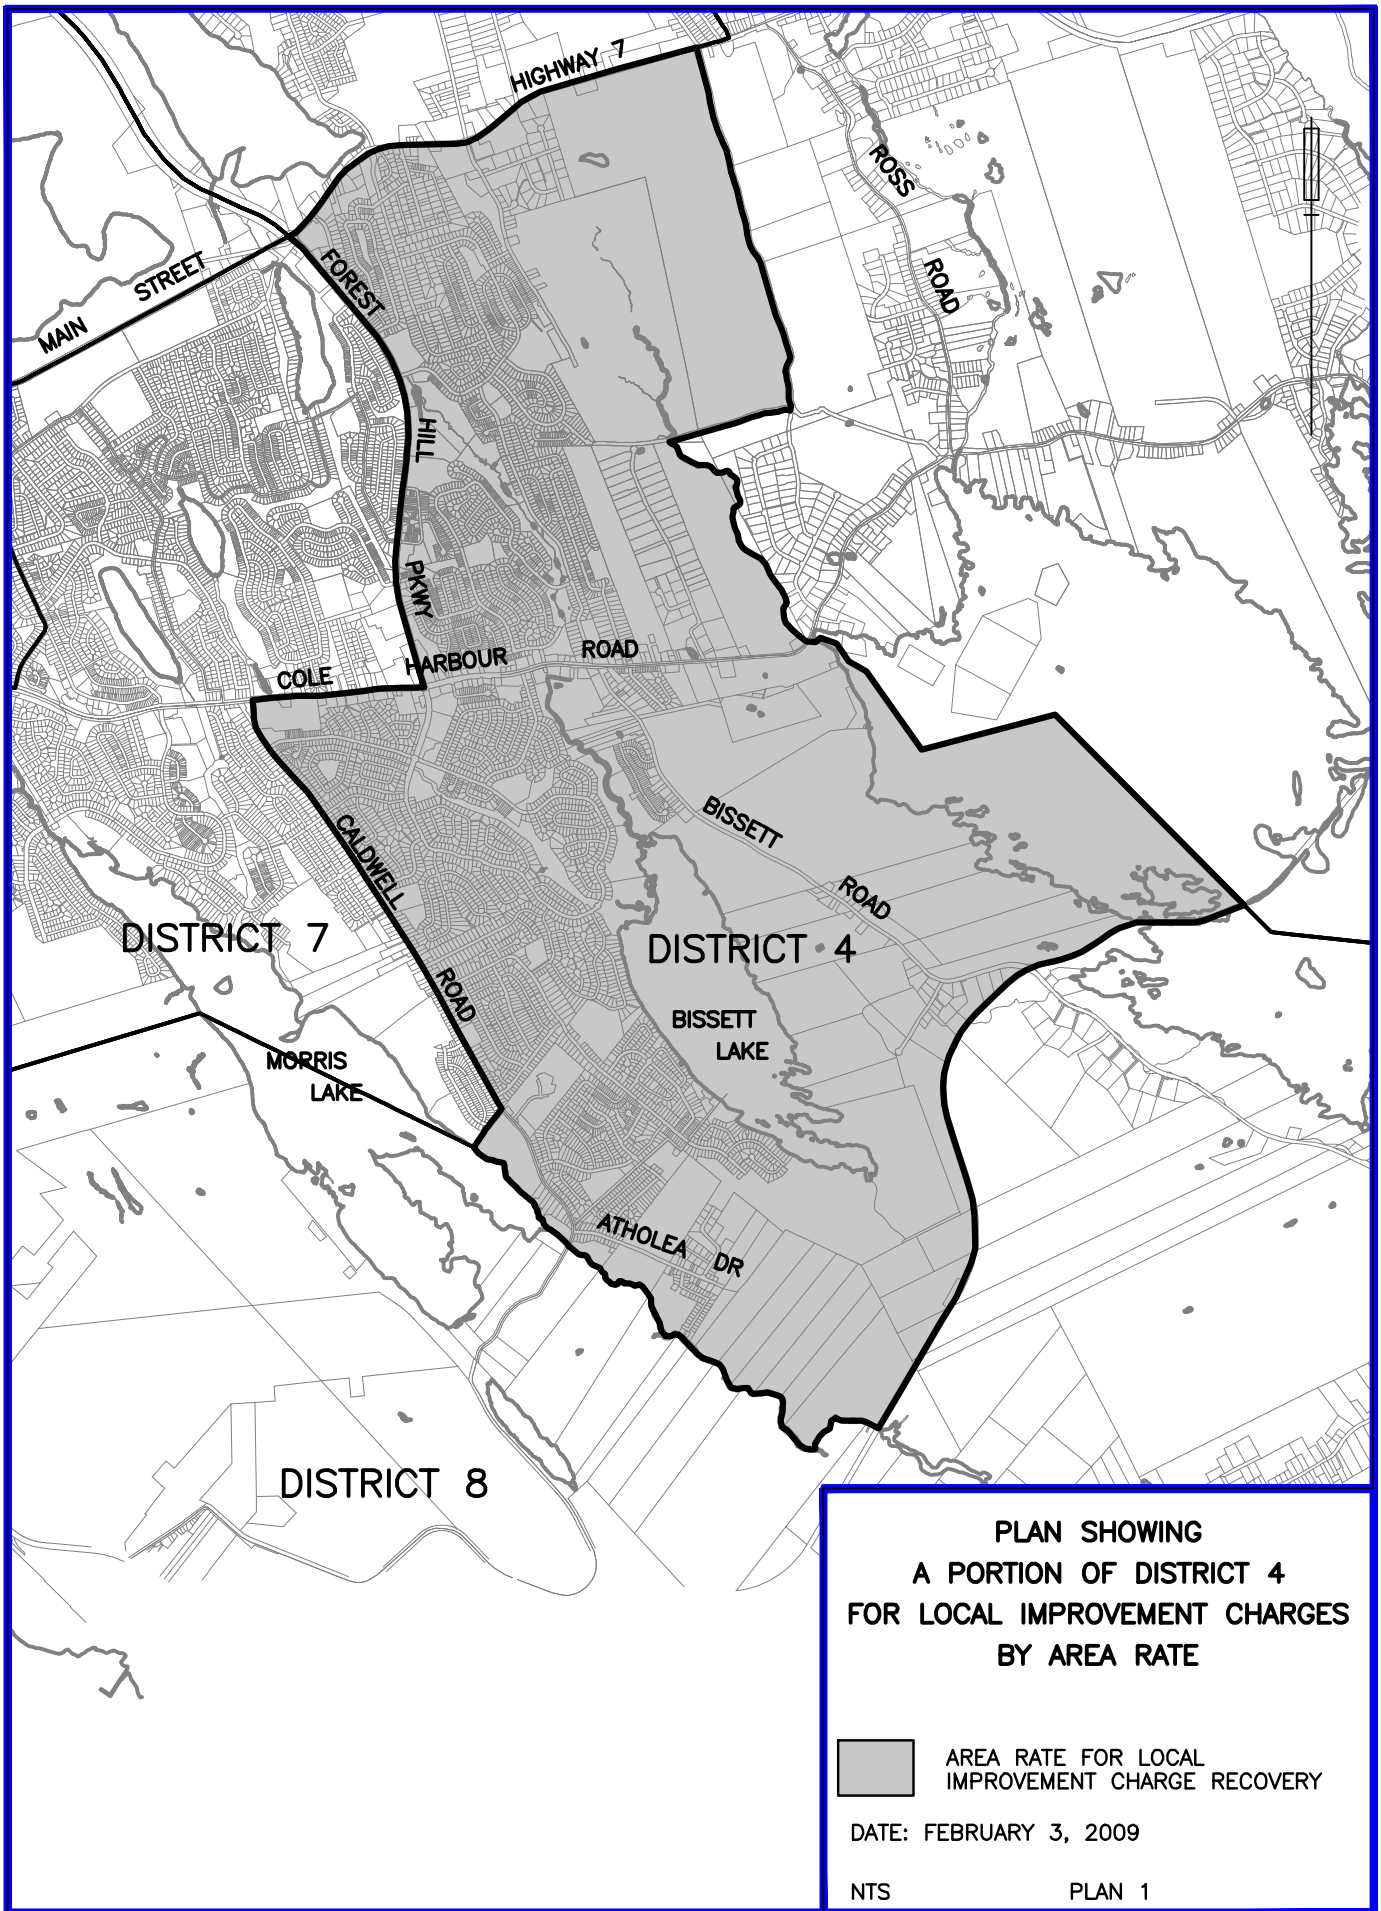 HIGHWAY 7
ROSS
ROAD
MAIN STREET
FOREST
HILL
PKWY
COLE HARBOUR ROAD
CALDWELL
ROAD
BISSETT
ROAD
DISTRICT 7
DISTRICT 4
BISSETT
LAKE
MORRIS
LAKE
ATHOLEA DR
DISTRICT 8
PLAN SHOWING
A PORTION OF DISTRICT 4
FOR LOCAL IMPROVEMENT CHARGES
BY AREA RATE
AREA RATE FOR LOCAL
IMPROVEMENT CHARGE RECOVERY
DATE: FEBRUARY 3, 2009
NTS PLAN 1